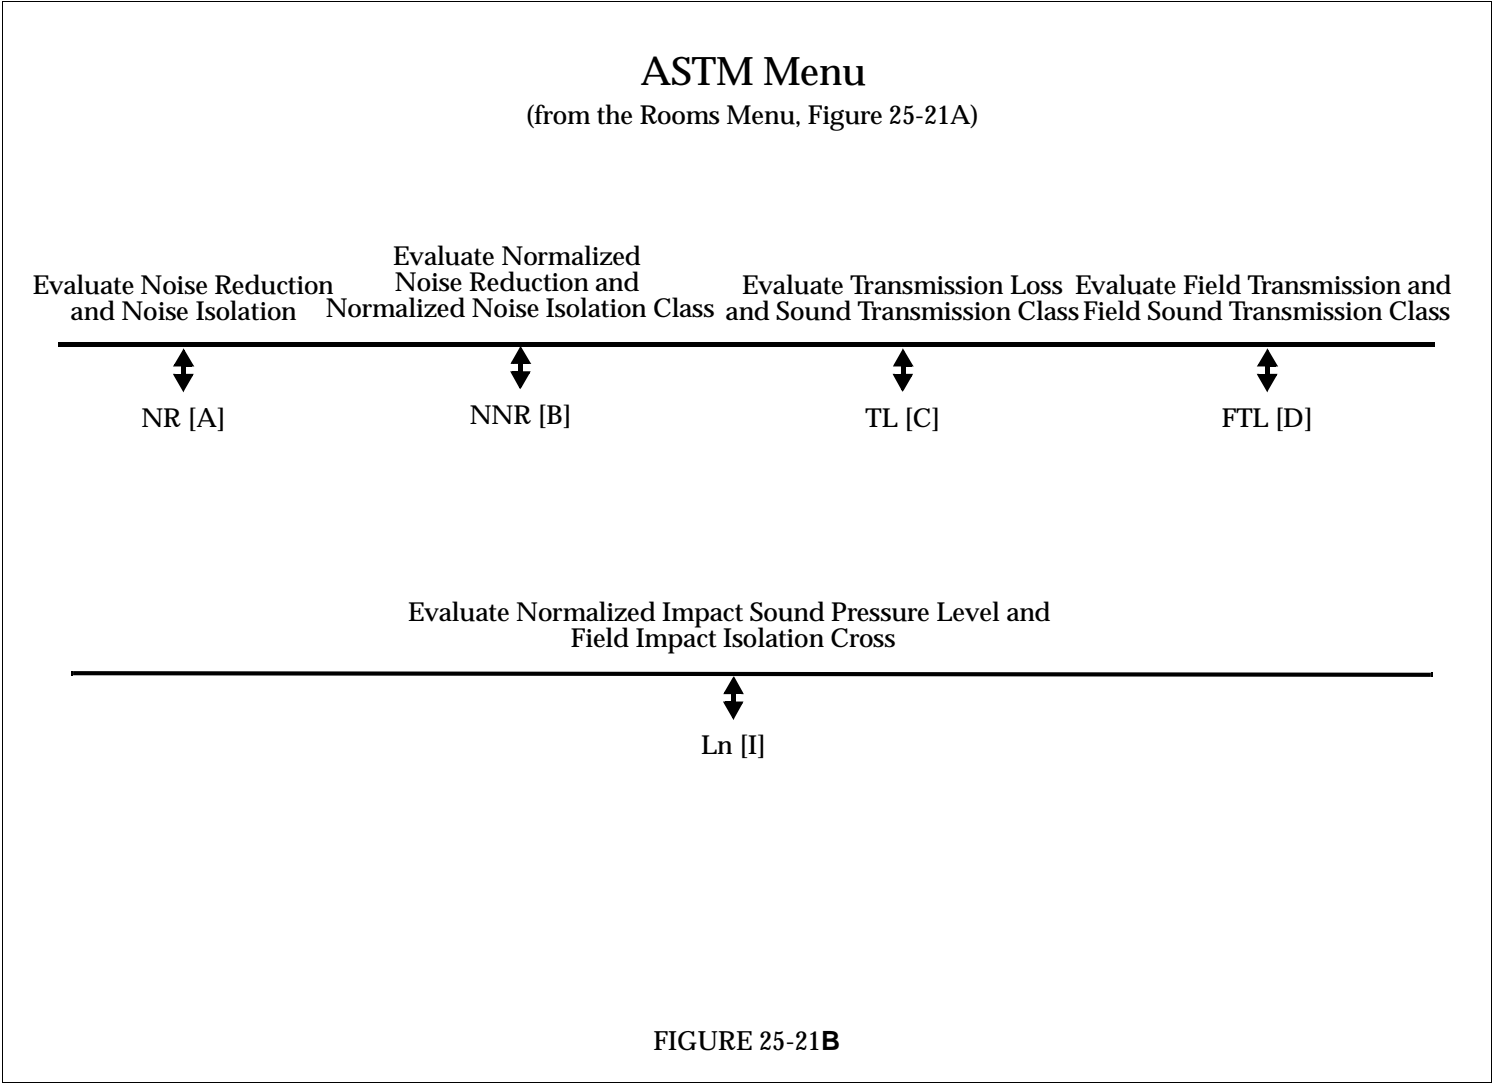 ASTM Menu
(from the Rooms Menu, Figure 25-21A)
Evaluate Noise Reduction
and Noise Isolation
Evaluate Normalized
Noise Reduction and
Normalized Noise Isolation Class
Evaluate Transmission Loss
and Sound Transmission Class
Evaluate Field Transmission and
Field Sound Transmission Class
NR [A]
NNR [B]
TL [C]
FTL [D]
Evaluate Normalized Impact Sound Pressure Level and
Field Impact Isolation Cross
Ln [I]
FIGURE 25-21B